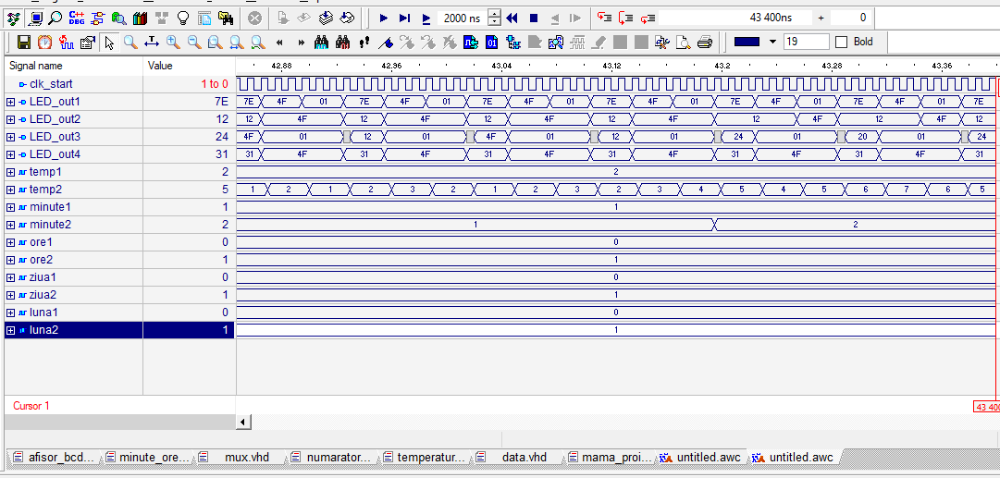 C++ DBG 2000 ns 43 400ns + 0
19 Bold
Signal name Value 42.88 42.96 43.04 43.12 43.2 43.28 43.36
clk_start 1 to 0
LED_out1 7E 7E 4F 01 7E 4F 01 7E 4F 01 7E 4F 01 7E 4F 01 7E 4F 01 7E
LED_out2 12 12 4F 12 4F 12 4F 12 4F 12 4F 12 4F 12
LED_out3 24 4F 01 12 01 4F 01 12 01 24 01 20 01 24
LED_out4 31 31 4F 31 4F 31 4F 31 4F 31 4F 31 4F 31
temp1 2 2
temp2 5 1 2 1 2 3 2 1 2 3 2 3 4 5 4 5 6 7 6 5
minute1 1 1
minute2 2 1 2
ore1 0 0
ore2 1 1
ziua1 0 0
ziua2 1 1
luna1 0 0
luna2 1 1
Cursor 1 43 400
afisor_bcd... minute_ore... mux.vhd numarator... temperatur... data.vhd mama_proi... untitled.awc untitled.awc